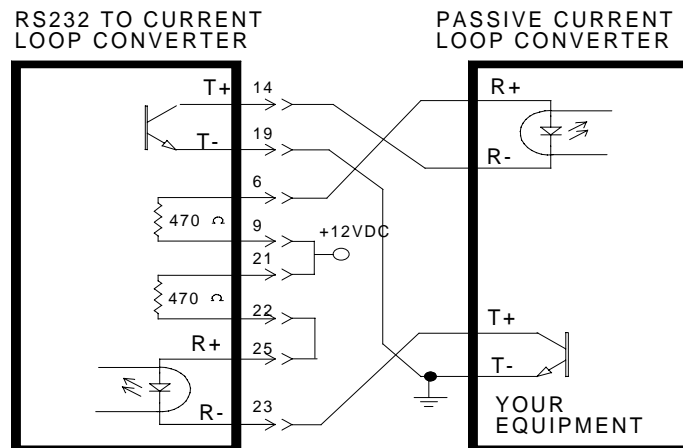 RS232 TO CURRENT
LOOP CONVERTER
PASSIVE CURRENT
LOOP CONVERTER
T+
14
R+
T-
19
R-
6
470 Ω
9
+12VDC
21
470 Ω
22
T+
R+
25
T-
R-
23
YOUR
EQUIPMENT